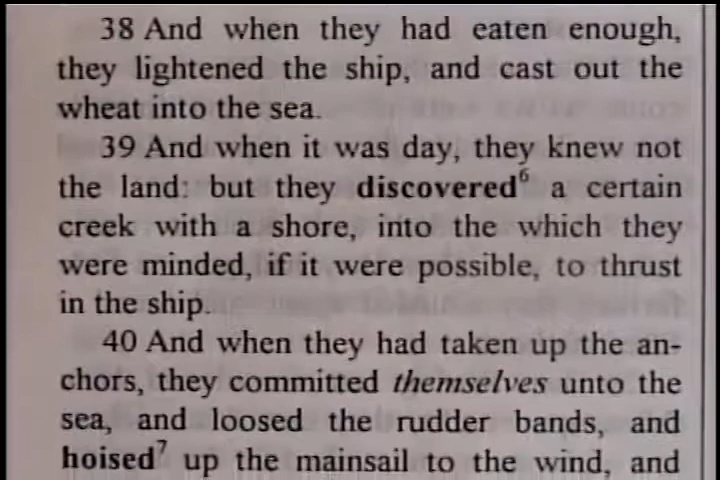 38 And when they had eaten enough,
they lightened the ship, and cast out the
wheat into the sea.
39 And when it was day, they knew not
the land: but they discovered⁶ a certain
creek with a shore, into the which they
were minded, if it were possible, to thrust
in the ship.
40 And when they had taken up the an-
chors, they committed themselves unto the
sea, and loosed the rudder bands, and
hoised⁷ up the mainsail to the wind, and